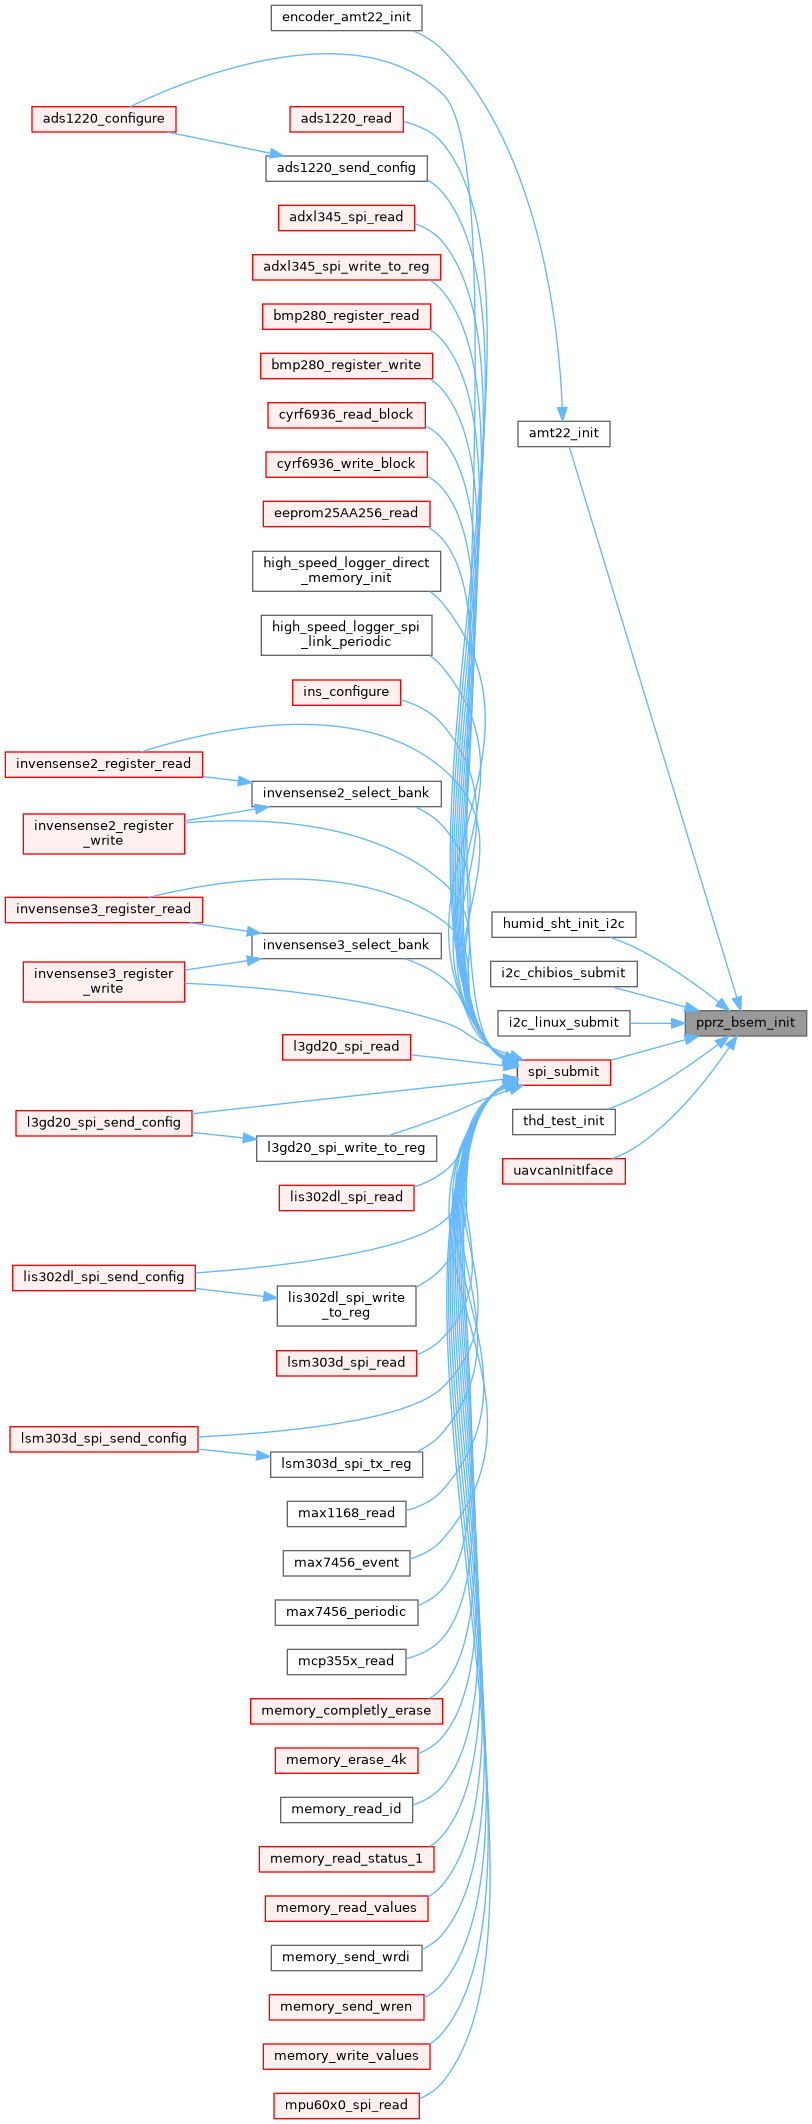 encoder_amt22_init
ads1220_configure
ads1220_read
ads1220_send_config
adxl345_spi_read
adxl345_spi_write_to_reg
bmp280_register_read
bmp280_register_write
cyrf6936_read_block
amt22_init
cyrf6936_write_block
eeprom25AA256_read
high_speed_logger_direct
_memory_init
high_speed_logger_spi
_link_periodic
ins_configure
invensense2_register_read
invensense2_select_bank
invensense2_register
_write
invensense3_register_read
humid_sht_init_i2c
invensense3_select_bank
i2c_chibios_submit
invensense3_register
_write
i2c_linux_submit
pprz_bsem_init
l3gd20_spi_read
spi_submit
l3gd20_spi_send_config
thd_test_init
l3gd20_spi_write_to_reg
uavcanInitIface
lis302dl_spi_read
lis302dl_spi_send_config
lis302dl_spi_write
_to_reg
lsm303d_spi_read
lsm303d_spi_send_config
lsm303d_spi_tx_reg
max1168_read
max7456_event
max7456_periodic
mcp355x_read
memory_completly_erase
memory_erase_4k
memory_read_id
memory_read_status_1
memory_read_values
memory_send_wrdi
memory_send_wren
memory_write_values
mpu60x0_spi_read